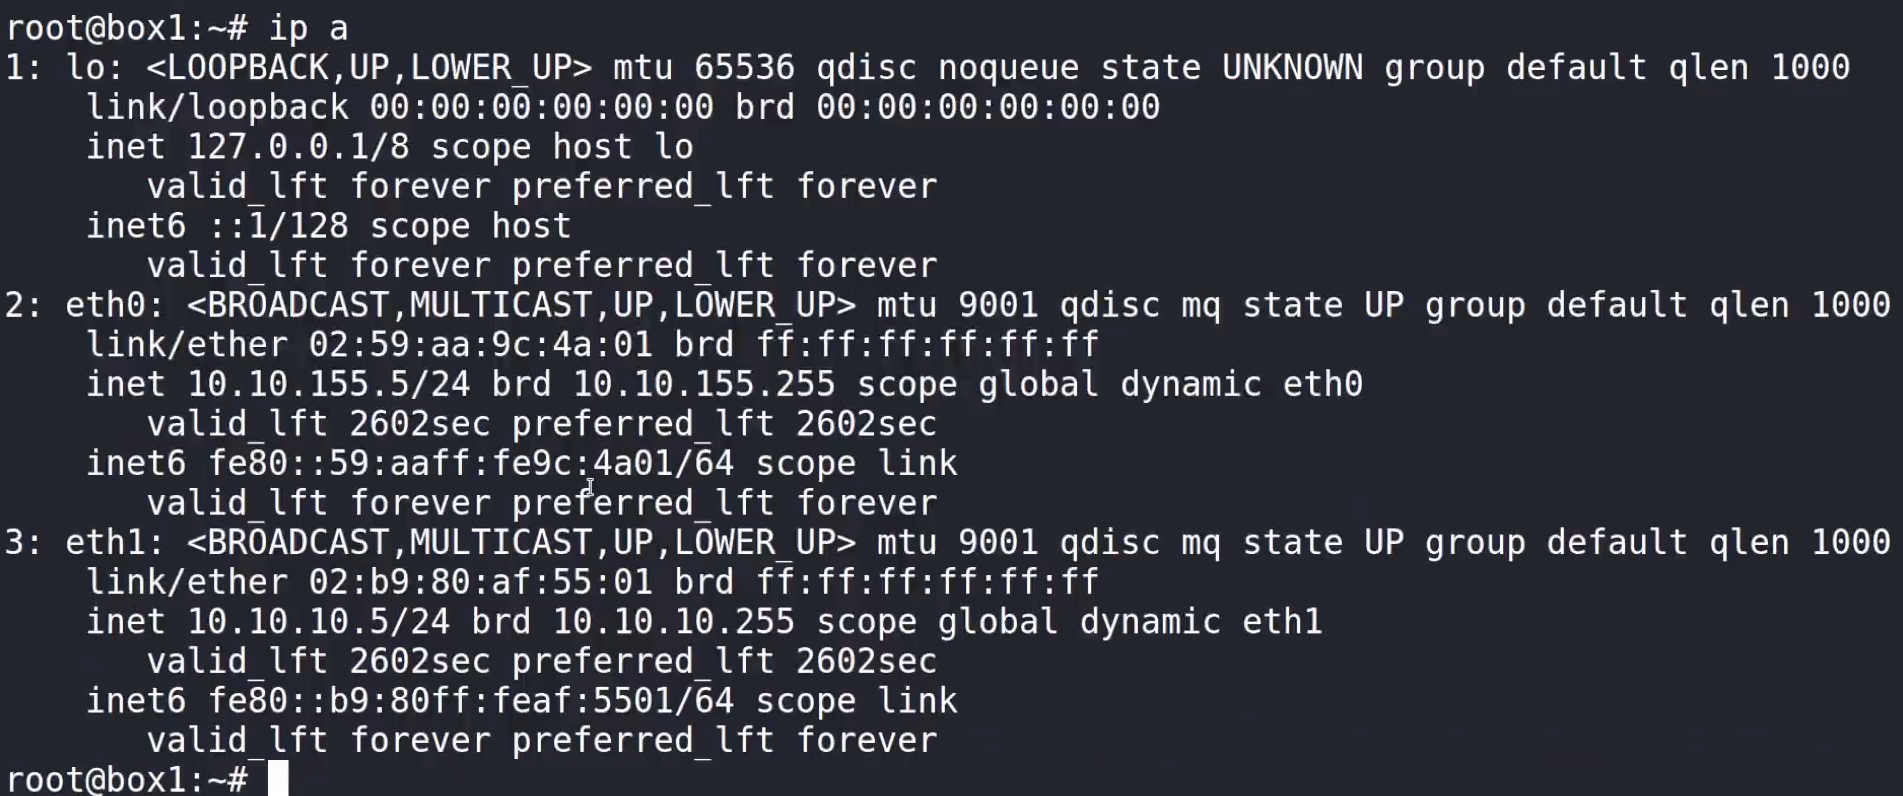 root@box1:~# ip a
1: lo: <LOOPBACK,UP,LOWER_UP> mtu 65536 qdisc noqueue state UNKNOWN group default qlen 1000
    link/loopback 00:00:00:00:00:00 brd 00:00:00:00:00:00
    inet 127.0.0.1/8 scope host lo
       valid_lft forever preferred_lft forever
    inet6 ::1/128 scope host
       valid_lft forever preferred_lft forever
2: eth0: <BROADCAST,MULTICAST,UP,LOWER_UP> mtu 9001 qdisc mq state UP group default qlen 1000
    link/ether 02:59:aa:9c:4a:01 brd ff:ff:ff:ff:ff:ff
    inet 10.10.155.5/24 brd 10.10.155.255 scope global dynamic eth0
       valid_lft 2602sec preferred_lft 2602sec
    inet6 fe80::59:aaff:fe9c:4a01/64 scope link
       valid_lft forever preferred_lft forever
3: eth1: <BROADCAST,MULTICAST,UP,LOWER_UP> mtu 9001 qdisc mq state UP group default qlen 1000
    link/ether 02:b9:80:af:55:01 brd ff:ff:ff:ff:ff:ff
    inet 10.10.10.5/24 brd 10.10.10.255 scope global dynamic eth1
       valid_lft 2602sec preferred_lft 2602sec
    inet6 fe80::b9:80ff:feaf:5501/64 scope link
       valid_lft forever preferred_lft forever
root@box1:~#